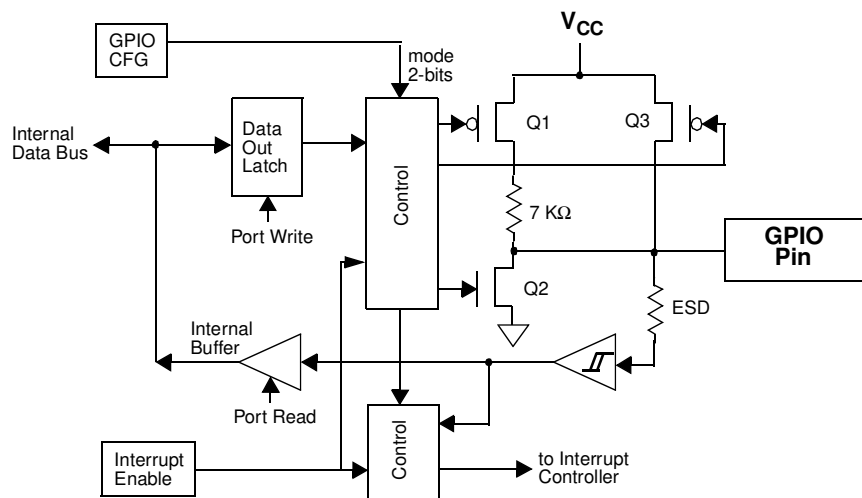 GPIO
CFG
mode
2-bits
V_CC
Internal
Data Bus
Data
Out
Latch
Control
Q1
Q3
7 KΩ
Port Write
GPIO
Pin
Q2
ESD
Internal
Buffer
Port Read
Interrupt
Enable
Control
to Interrupt
Controller